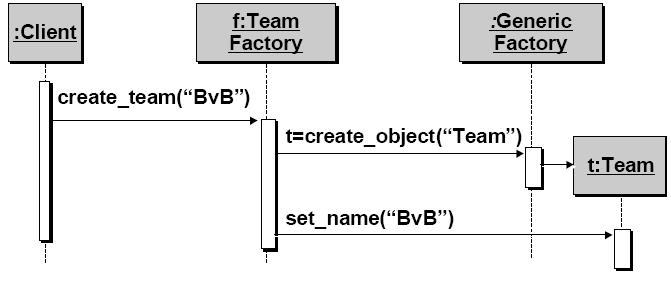 :Client
f:Team
Factory
:Generic
Factory
create_team(“BvB”)
t=create_object(“Team”)
t:Team
set_name(“BvB”)